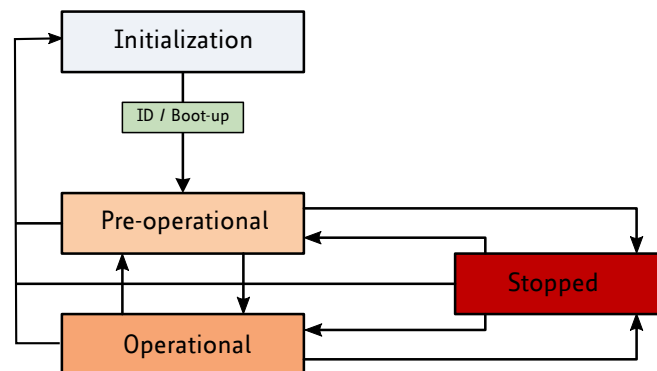 Initialization
ID / Boot-up
Pre-operational
Stopped
Operational